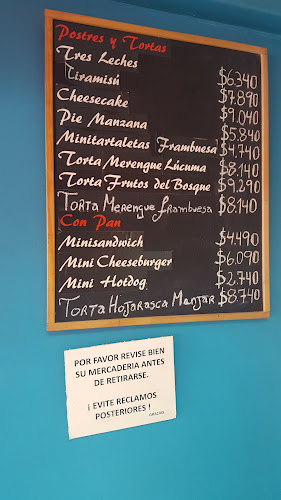 Postres y Tortas
Tres Leches $6.340
Tiramisú $7.890
Cheesecake $9.040
Pie Manzana $5.840
Minitartaletas Frambuesa $4.740
Torta Merengue Lúcuma $8.140
Torta Frutos del Bosque $9.290
Torta Merengue Frambuesa $8.140
Con Pan
Minisandwich $4.490
Mini Cheeseburger $6.090
Mini Hotdog $2.740
Torta Hojarasca Manjar $8.740
POR FAVOR REVISE BIEN
SU MERCADERIA ANTES
DE RETIRARSE.
¡ EVITE RECLAMOS
POSTERIORES !
GRACIAS